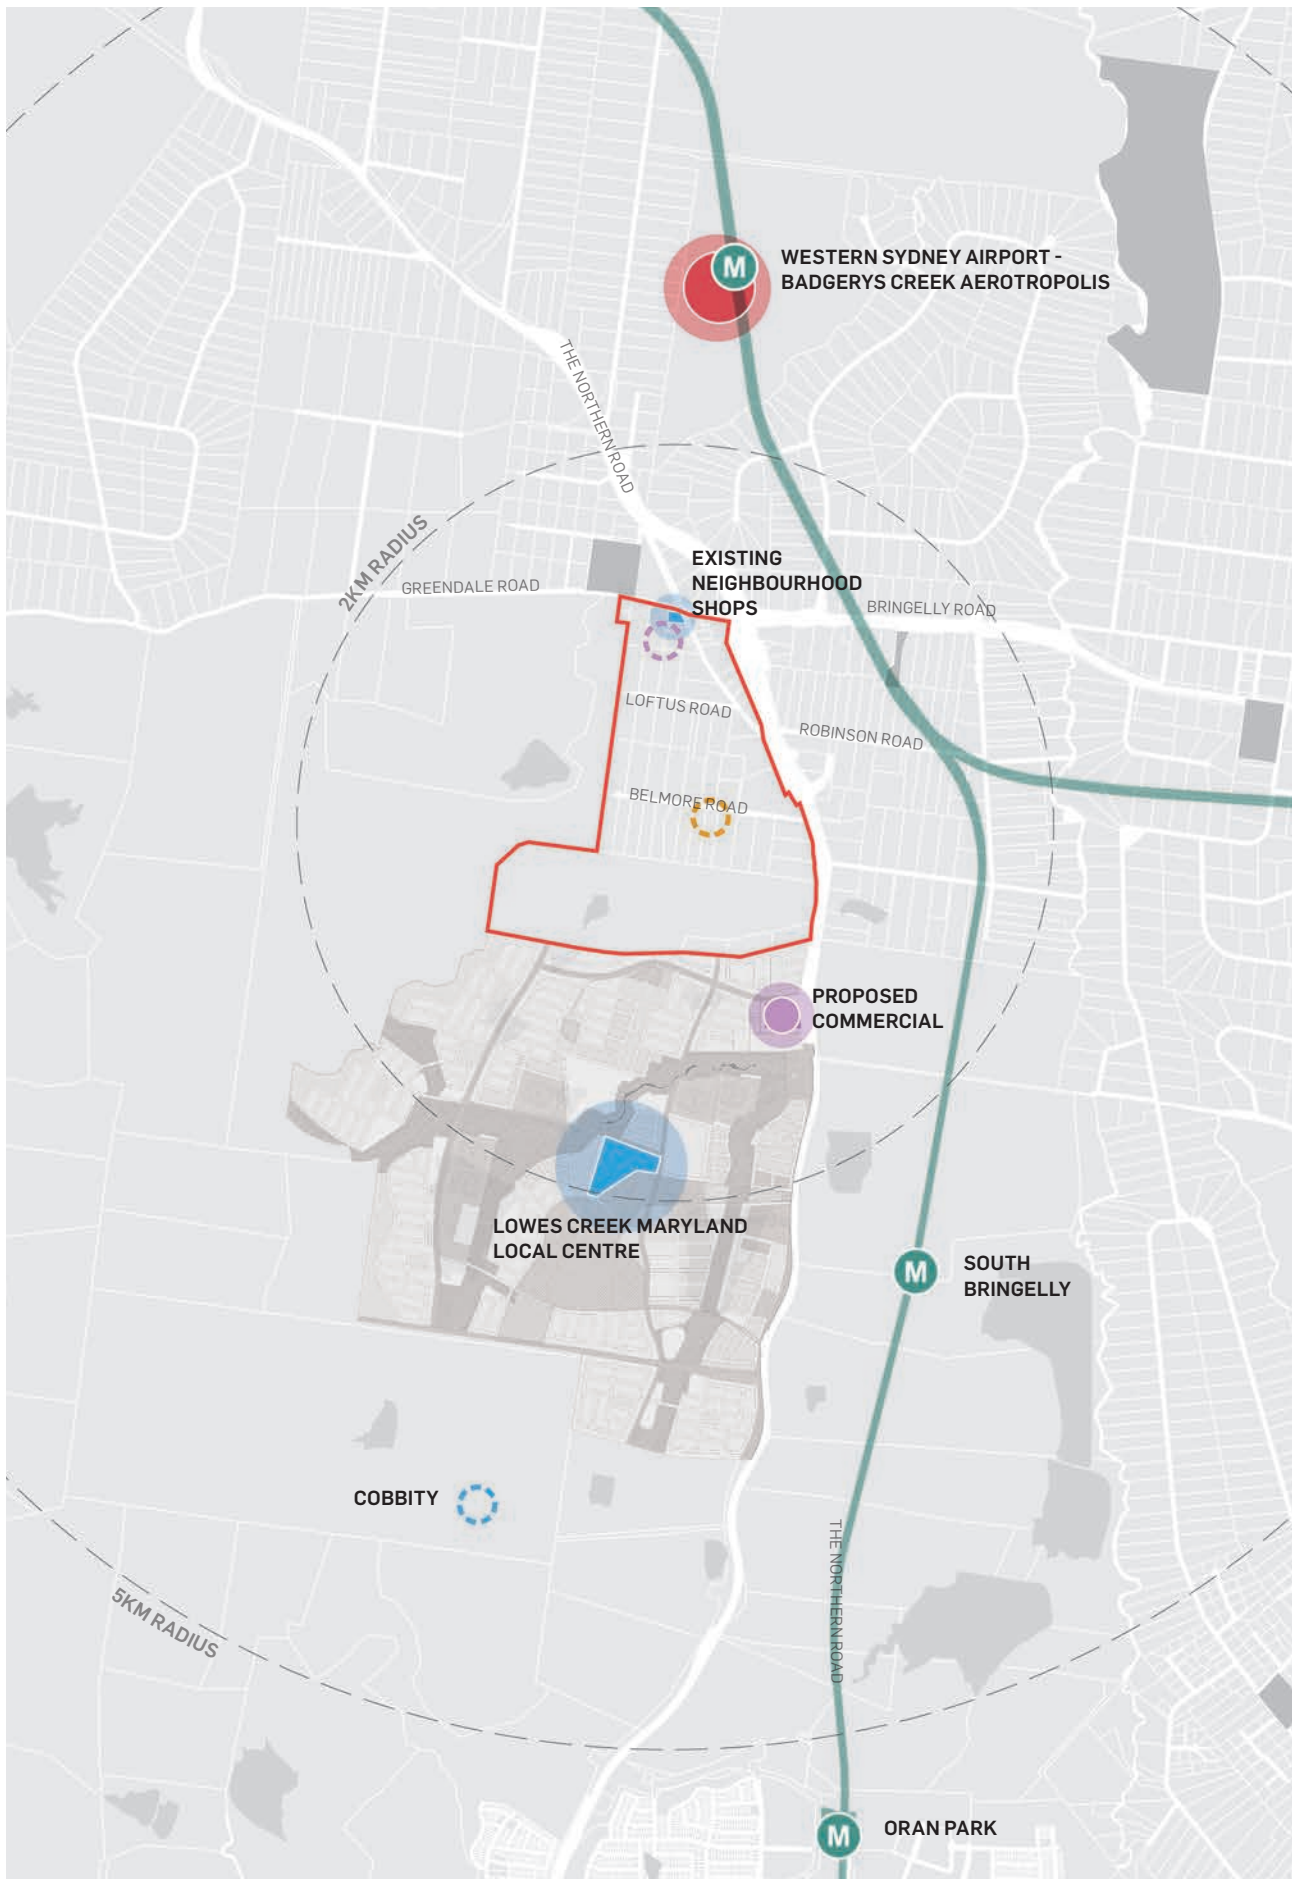 M
WESTERN SYDNEY AIRPORT -
BADGERYS CREEK AEROTROPOLIS
THE NORTHERN ROAD
2KM RADIUS
GREENDALE ROAD
EXISTING
NEIGHBOURHOOD
SHOPS
BRINGELLY ROAD
LOFTUS ROAD
ROBINSON ROAD
BELMORE ROAD
PROPOSED
COMMERCIAL
LOWES CREEK MARYLAND
LOCAL CENTRE
M
SOUTH
BRINGELLY
COBBITY
THE NORTHERN ROAD
5KM RADIUS
M
ORAN PARK